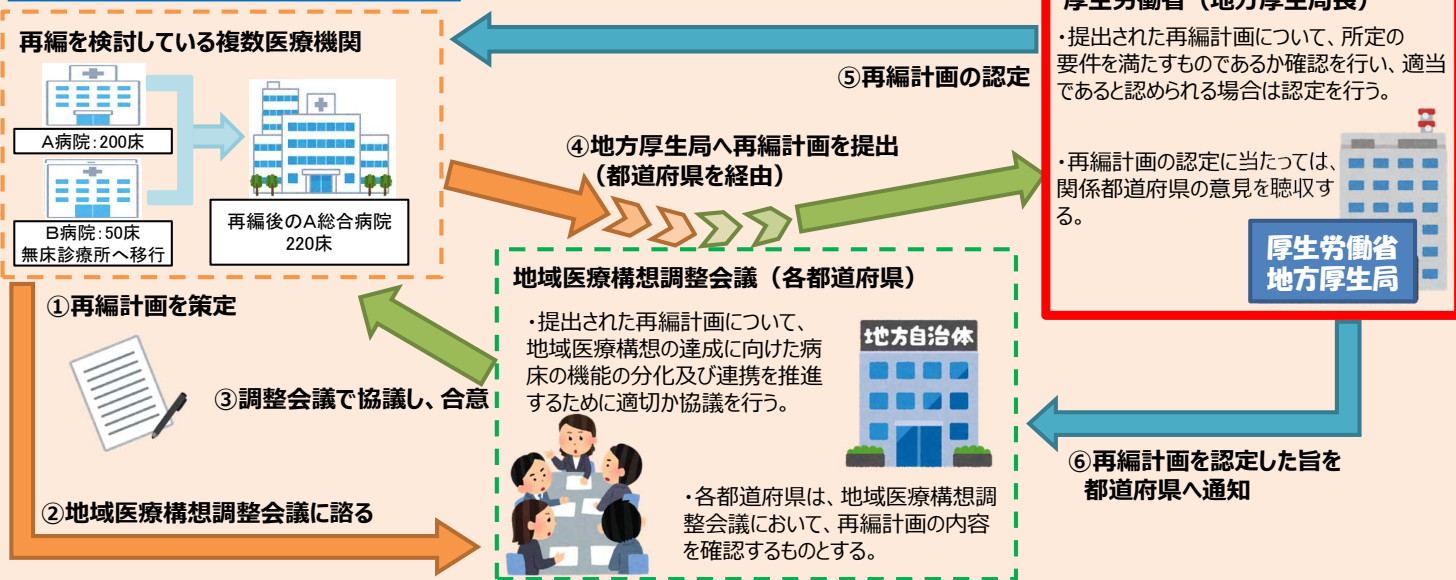 再編を検討している複数医療機関
A病院:200床
B病院:50床
無床診療所へ移行
再編後のA総合病院
220床
①再編計画を策定
②地域医療構想調整会議に諮る
③調整会議で協議し、合意
④地方厚生局へ再編計画を提出
（都道府県を経由）
⑤再編計画の認定
厚生労働省（地方厚生局長）
・提出された再編計画について、所定の
要件を満たすものであるか確認を行い、適当
であると認められる場合は認定を行う。
・再編計画の認定に当たっては、
関係都道府県の意見を聴収す
る。
厚生労働省
地方厚生局
地域医療構想調整会議（各都道府県）
・提出された再編計画について、
地域医療構想の達成に向けた病
床の機能の分化及び連携を推進
するために適切か協議を行う。
地方自治体
・各都道府県は、地域医療構想調
整会議において、再編計画の内容
を確認するものとする。
⑥再編計画を認定した旨を
都道府県へ通知